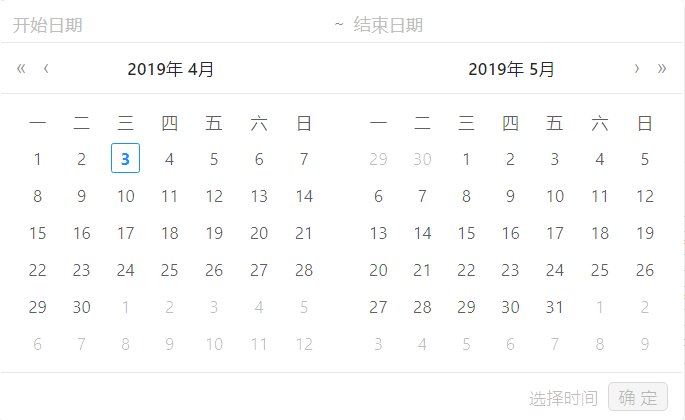 开始日期 ~ 结束日期
« ‹ 2019年 4月 2019年 5月 › »
一 二 三 四 五 六 日 一 二 三 四 五 六 日
1 2 3 4 5 6 7 29 30 1 2 3 4 5
8 9 10 11 12 13 14 6 7 8 9 10 11 12
15 16 17 18 19 20 21 13 14 15 16 17 18 19
22 23 24 25 26 27 28 20 21 22 23 24 25 26
29 30 1 2 3 4 5 27 28 29 30 31 1 2
6 7 8 9 10 11 12 3 4 5 6 7 8 9
选择时间 确 定